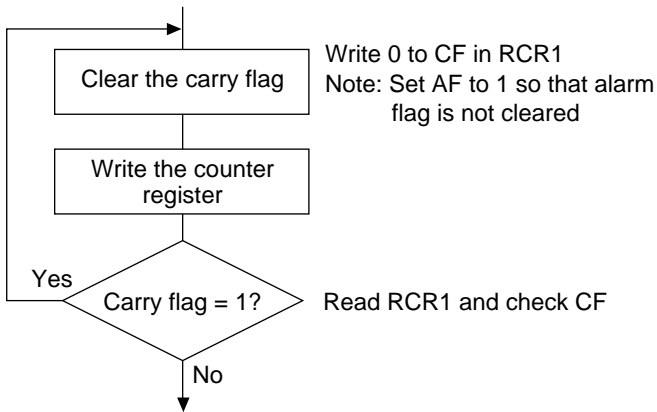 Clear the carry flag
Write 0 to CF in RCR1
Note: Set AF to 1 so that alarm
flag is not cleared
Write the counter
register
Yes
Carry flag = 1?
Read RCR1 and check CF
No